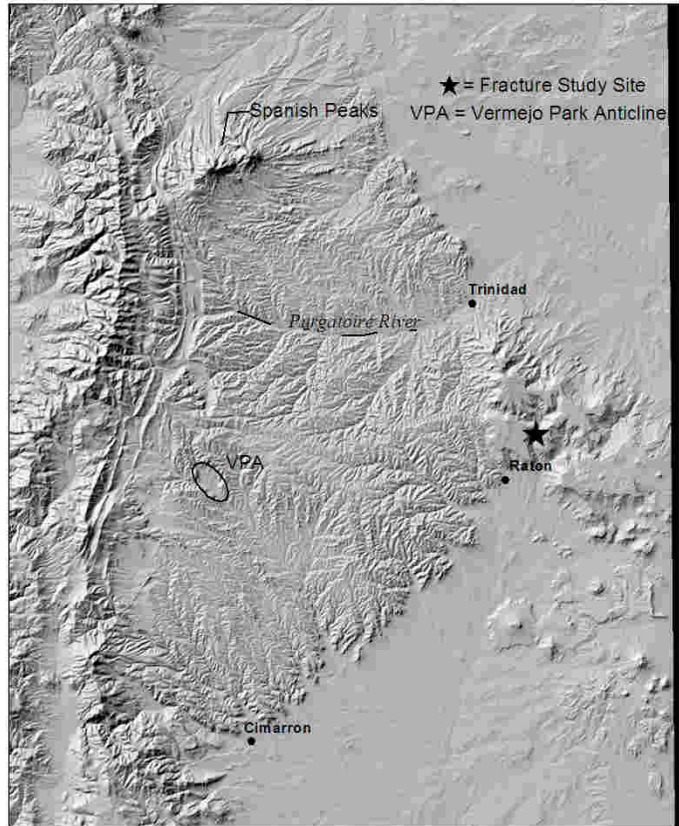 ★ = Fracture Study Site
Spanish Peaks
VPA = Vermejo Park Anticline
Trinidad
Purgatoire River
VPA
Raton
Cimarron